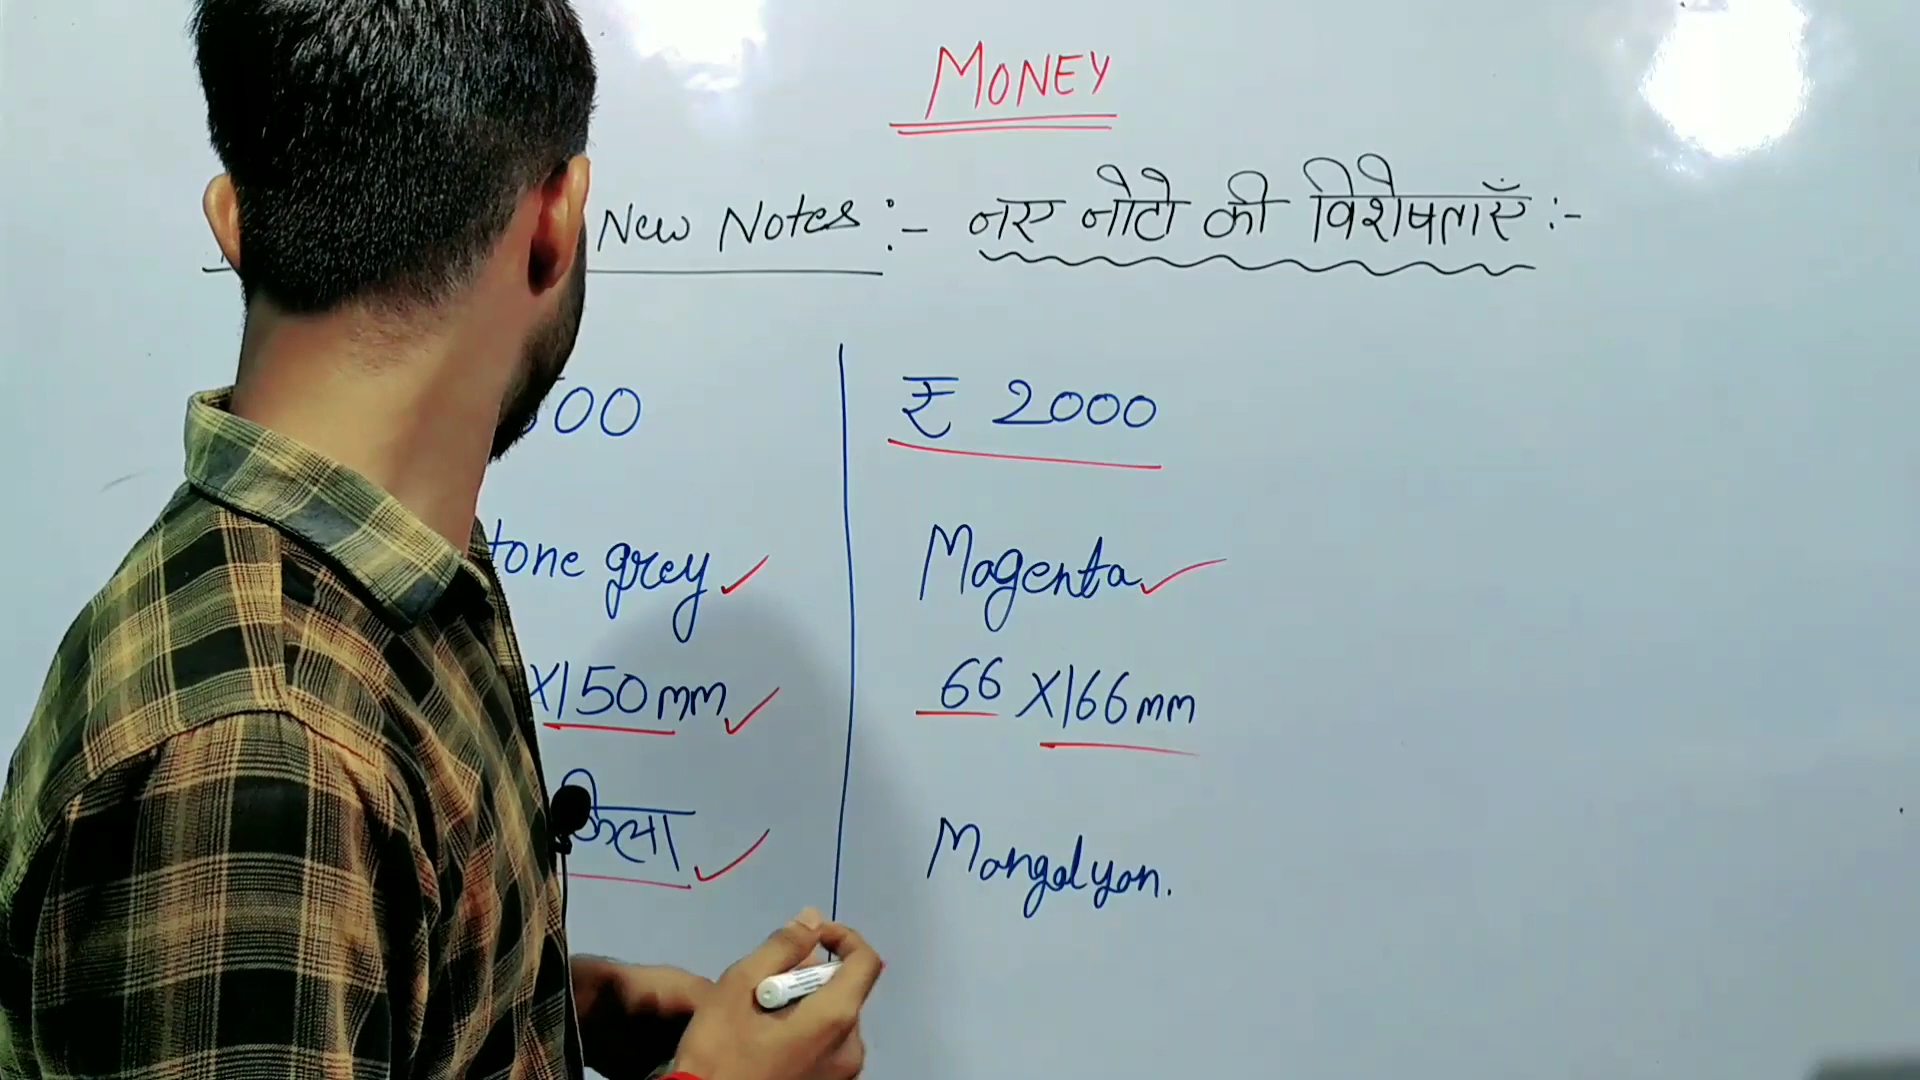 MONEY
New Notes :- नए नोटो की विशेषताएँ :-
00
₹ 2000
tone grey
Magenta
X150mm
66 X166mm
किला
Mangalyan.